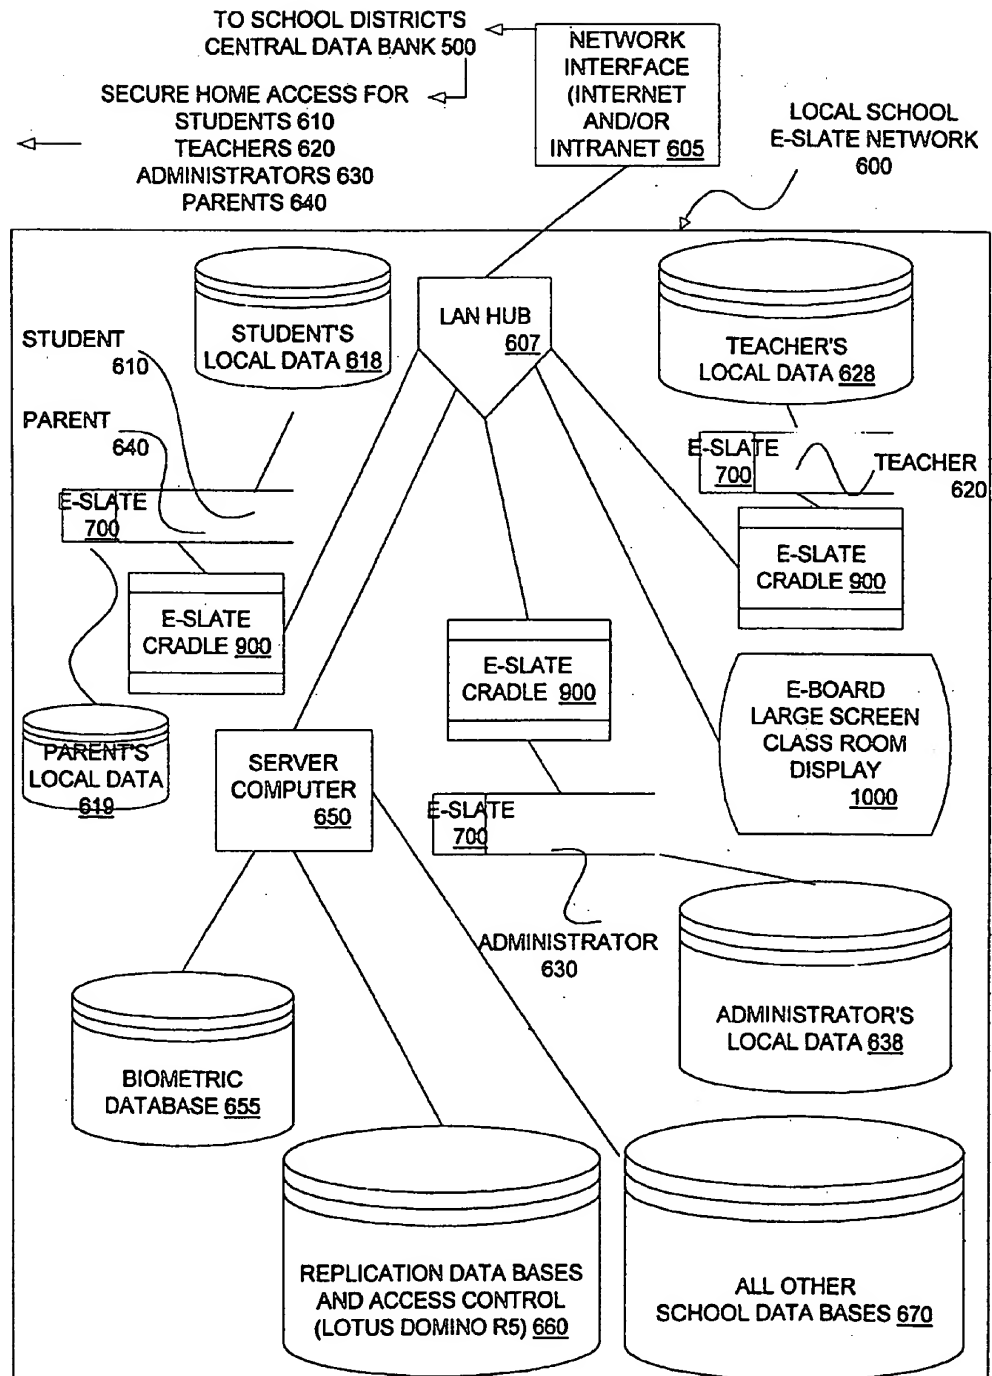 TO SCHOOL DISTRICT'S
CENTRAL DATA BANK 500
NETWORK
INTERFACE
(INTERNET
AND/OR
INTRANET 605
SECURE HOME ACCESS FOR
STUDENTS 610
TEACHERS 620
ADMINISTRATORS 630
PARENTS 640
LOCAL SCHOOL
E-SLATE NETWORK
600
STUDENT'S
LOCAL DATA 618
LAN HUB
607
TEACHER'S
LOCAL DATA 628
STUDENT
610
PARENT
640
E-SLATE
700
E-SLATE
700
TEACHER
620
E-SLATE
CRADLE 900
E-SLATE
CRADLE 900
E-SLATE
CRADLE 900
E-BOARD
LARGE SCREEN
CLASS ROOM
DISPLAY
1000
PARENT'S
LOCAL DATA
619
SERVER
COMPUTER
650
E-SLATE
700
ADMINISTRATOR
630
ADMINISTRATOR'S
LOCAL DATA 638
BIOMETRIC
DATABASE 655
REPLICATION DATA BASES
AND ACCESS CONTROL
(LOTUS DOMINO R5) 660
ALL OTHER
SCHOOL DATA BASES 670